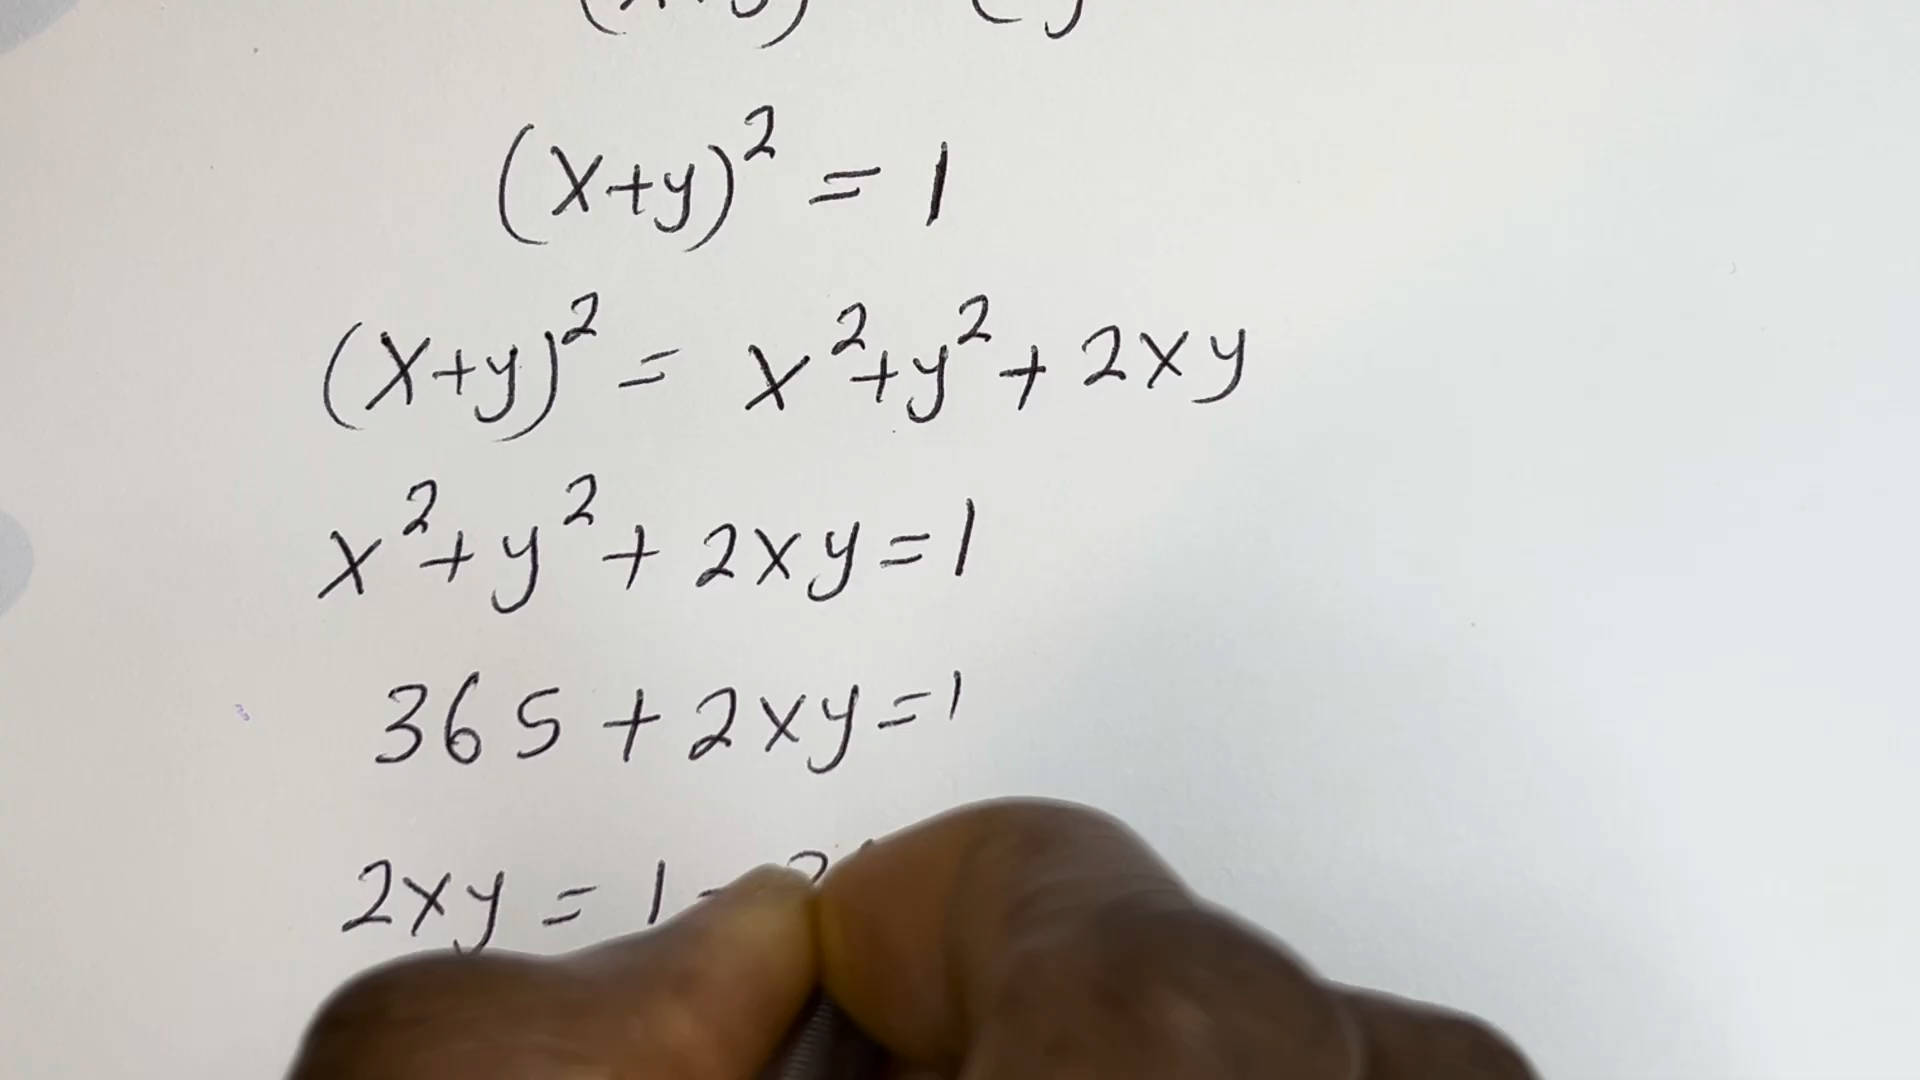 (x+y)² = 1
(x+y)² = x²+y²+2xy
x²+y²+2xy=1
365+2xy=1
2xy = 1 -